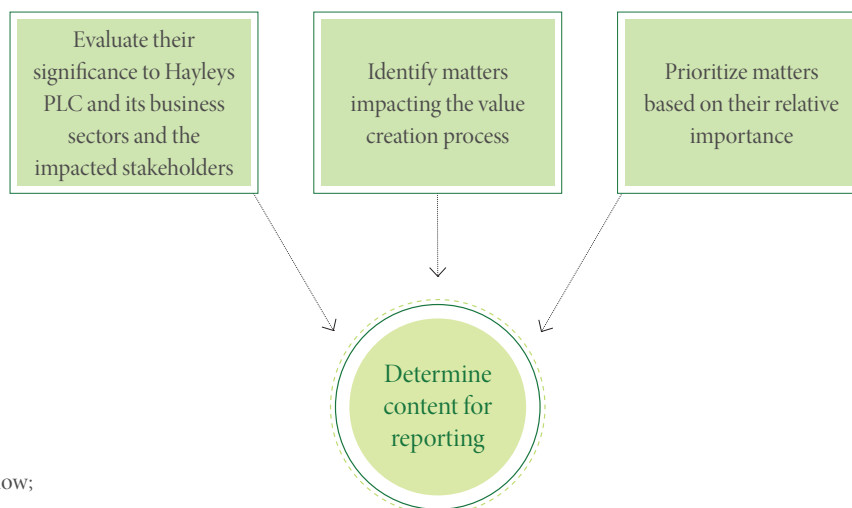 Evaluate their
significance to Hayleys
PLC and its business
sectors and the
impacted stakeholders
Identify matters
impacting the value
creation process
Prioritize matters
based on their relative
importance
Determine
content for
reporting